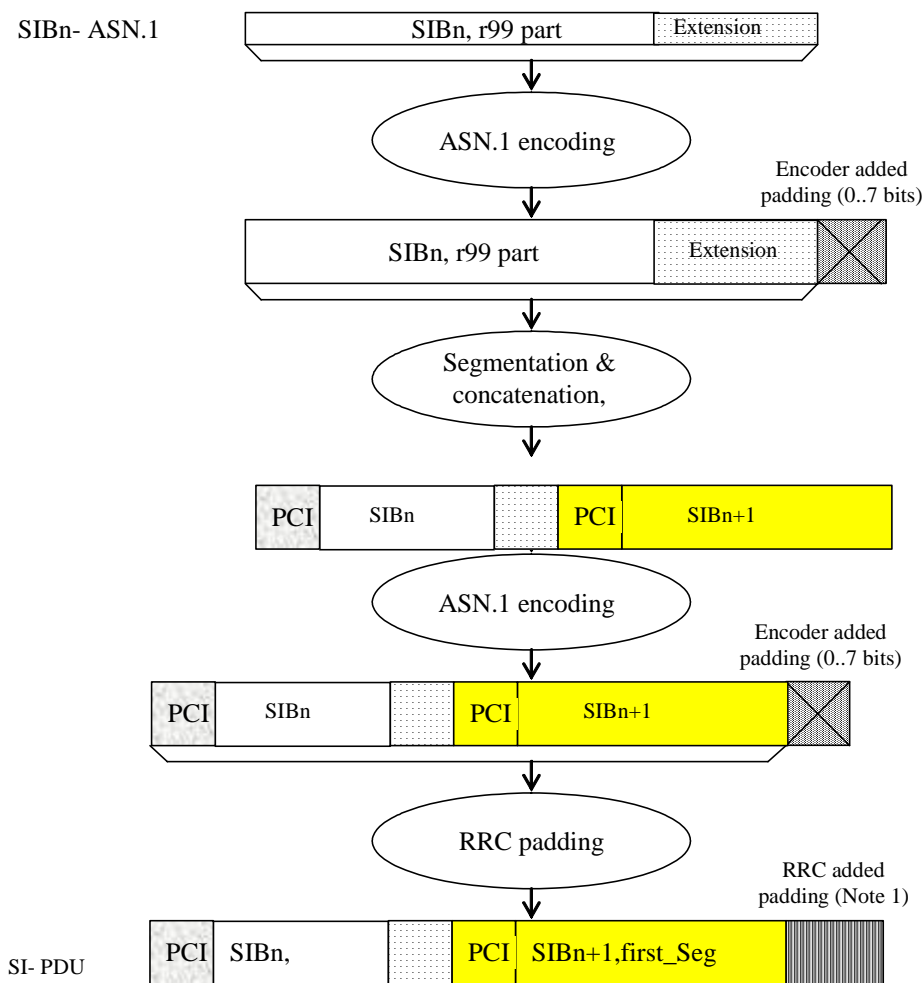 SIBn- ASN.1
SIBn, r99 part
Extension
ASN.1 encoding
Encoder added
padding (0..7 bits)
SIBn, r99 part
Extension
Segmentation &
concatenation,
PCI
SIBn
PCI
SIBn+1
ASN.1 encoding
Encoder added
padding (0..7 bits)
PCI
SIBn
PCI
SIBn+1
RRC padding
RRC added
padding (Note 1)
SI- PDU
PCI
SIBn,
PCI
SIBn+1,first_Seg